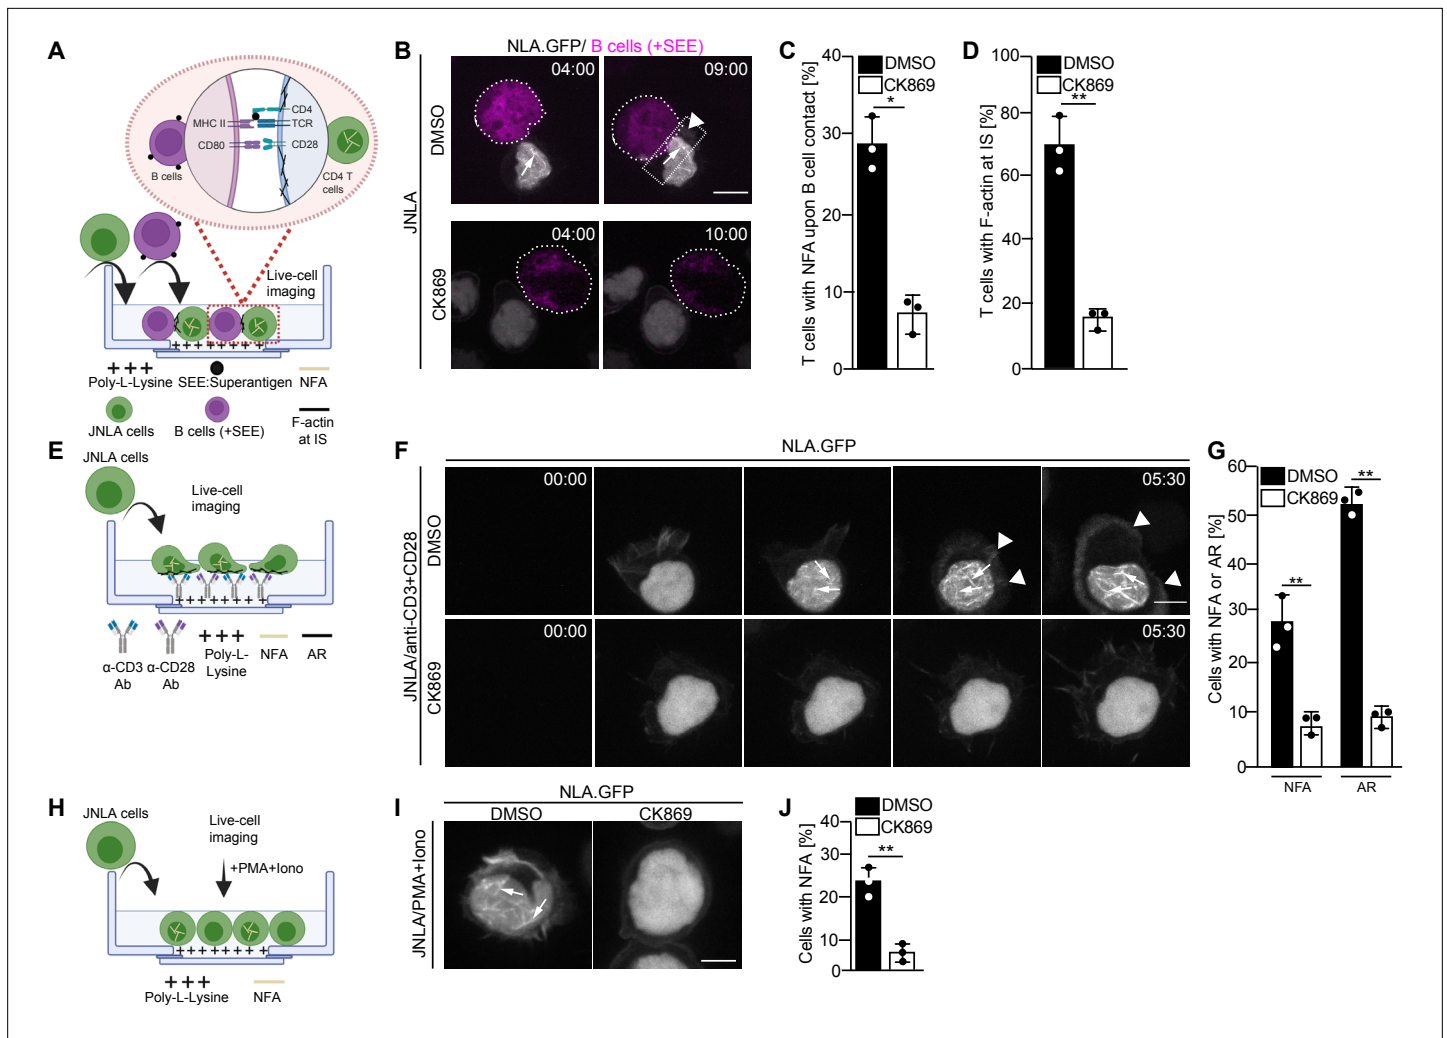 A
CD4
MHC II
TCR
CD80
CD28
B cells
CD4 T
cells
Live-cell
imaging
+ + + + + + +
+ + +
Poly-L-Lysine
SEE:Superantigen
NFA
JNLA cells
B cells (+SEE)
F-actin
at IS
B
NLA.GFP/ B cells (+SEE)
JNLA
DMSO
04:00
09:00
CK869
04:00
10:00
C
T cells with NFA upon B cell contact [%]
40
30
20
10
0
DMSO
CK869
*
D
T cells with F-actin at IS [%]
100
80
60
40
20
0
DMSO
CK869
**
E
JNLA cells
Live-cell
imaging
+ + + + + + +
+ + +
α-CD3
Ab
α-CD28
Ab
Poly-L-
Lysine
NFA
AR
F
NLA.GFP
JNLA/anti-CD3+CD28
DMSO
00:00
05:30
CK869
00:00
05:30
G
Cells with NFA or AR [%]
60
50
40
30
20
10
0
DMSO
CK869
**
**
NFA
AR
H
JNLA cells
Live-cell
imaging
+PMA+Iono
+ + + + + + + +
+ + +
Poly-L-Lysine
NFA
I
NLA.GFP
DMSO
CK869
JNLA/PMA+Iono
J
Cells with NFA [%]
40
30
20
10
0
DMSO
CK869
**